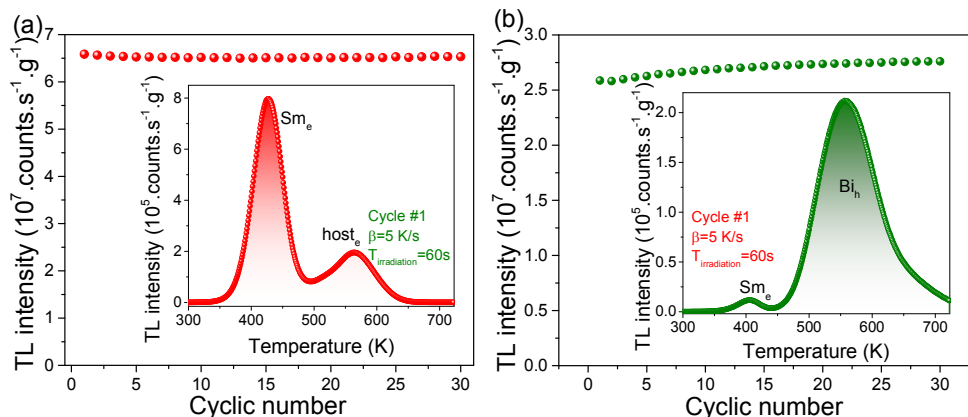 (a)
TL intensity (10⁷.counts.s⁻¹.g⁻¹)
7
6
5
4
3
2
1
0
0 5 10 15 20 25 30
Cyclic number
TL intensity (10⁵.counts.s⁻¹.g⁻¹)
8
6
4
2
0
300 400 500 600 700
Temperature (K)
Smₑ
hostₑ
Cycle #1
β=5 K/s
T_irradiation=60s
(b)
TL intensity (10⁷.counts.s⁻¹.g⁻¹)
3.0
2.5
2.0
1.5
1.0
0.5
0.0
0 5 10 15 20 25 30
Cyclic number
TL intensity (10⁵.counts.s⁻¹.g⁻¹)
2.0
1.5
1.0
0.5
0.0
300 400 500 600 700
Temperature (K)
Biₕ
Cycle #1
β=5 K/s
T_irradiation=60s
Smₑ